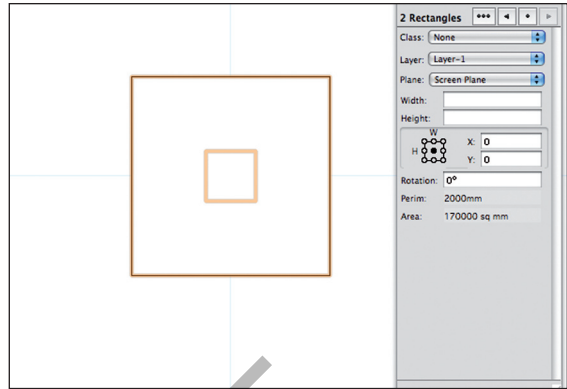 2 Rectangles
Class: None
Layer: Layer-1
Plane: Screen Plane
Width:
Height:
W
H
X: 0
Y: 0
Rotation: 0°
Perim: 2000mm
Area: 170000 sq mm